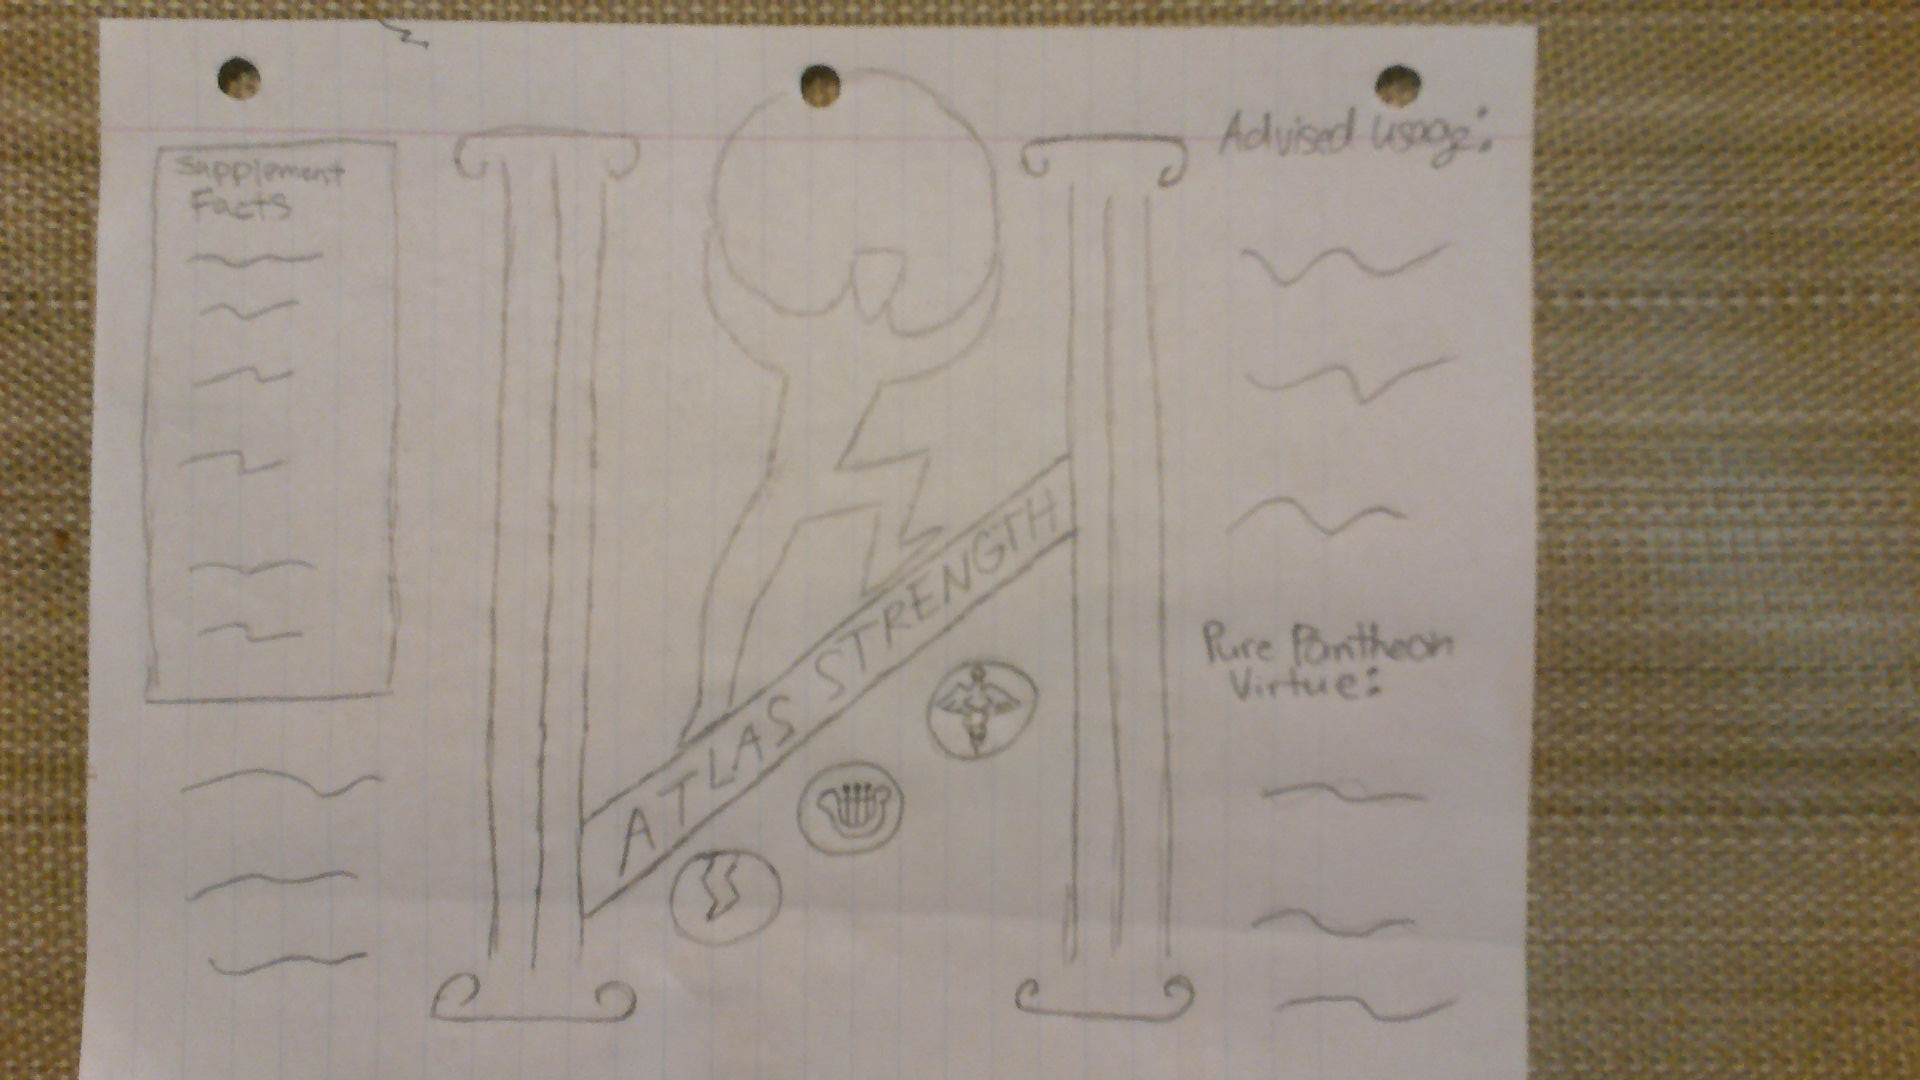 Supplement
Facts
ATLAS STRENGTH
Advised usage:
Pure Pantheon
Virtue: